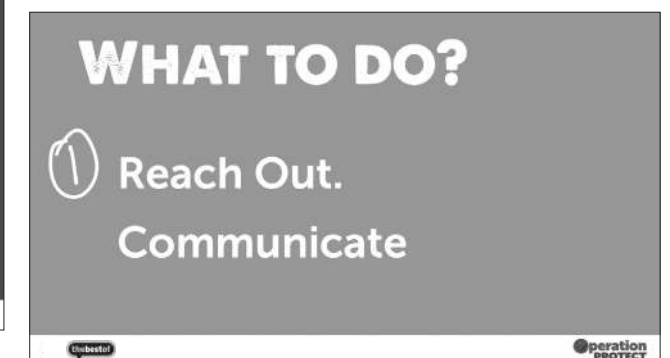 WHAT TO DO?
1 Reach Out.
Communicate
thebestof
Operation
PROTECT